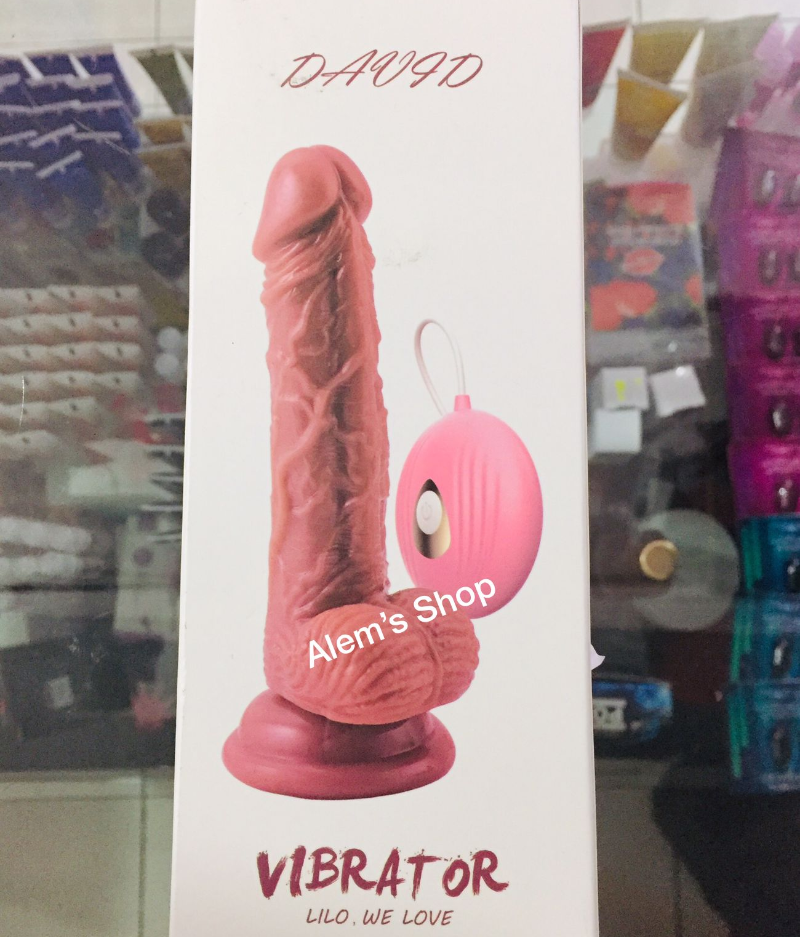 DAVID
Alem's Shop
VIBRATOR
LILO, WE LOVE